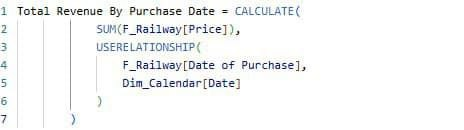 1 Total Revenue By Purchase Date = CALCULATE(
2 SUM(F_Railway[Price]),
3 USERELATIONSHIP(
4 F_Railway[Date of Purchase],
5 Dim_Calendar[Date]
6 )
7 )